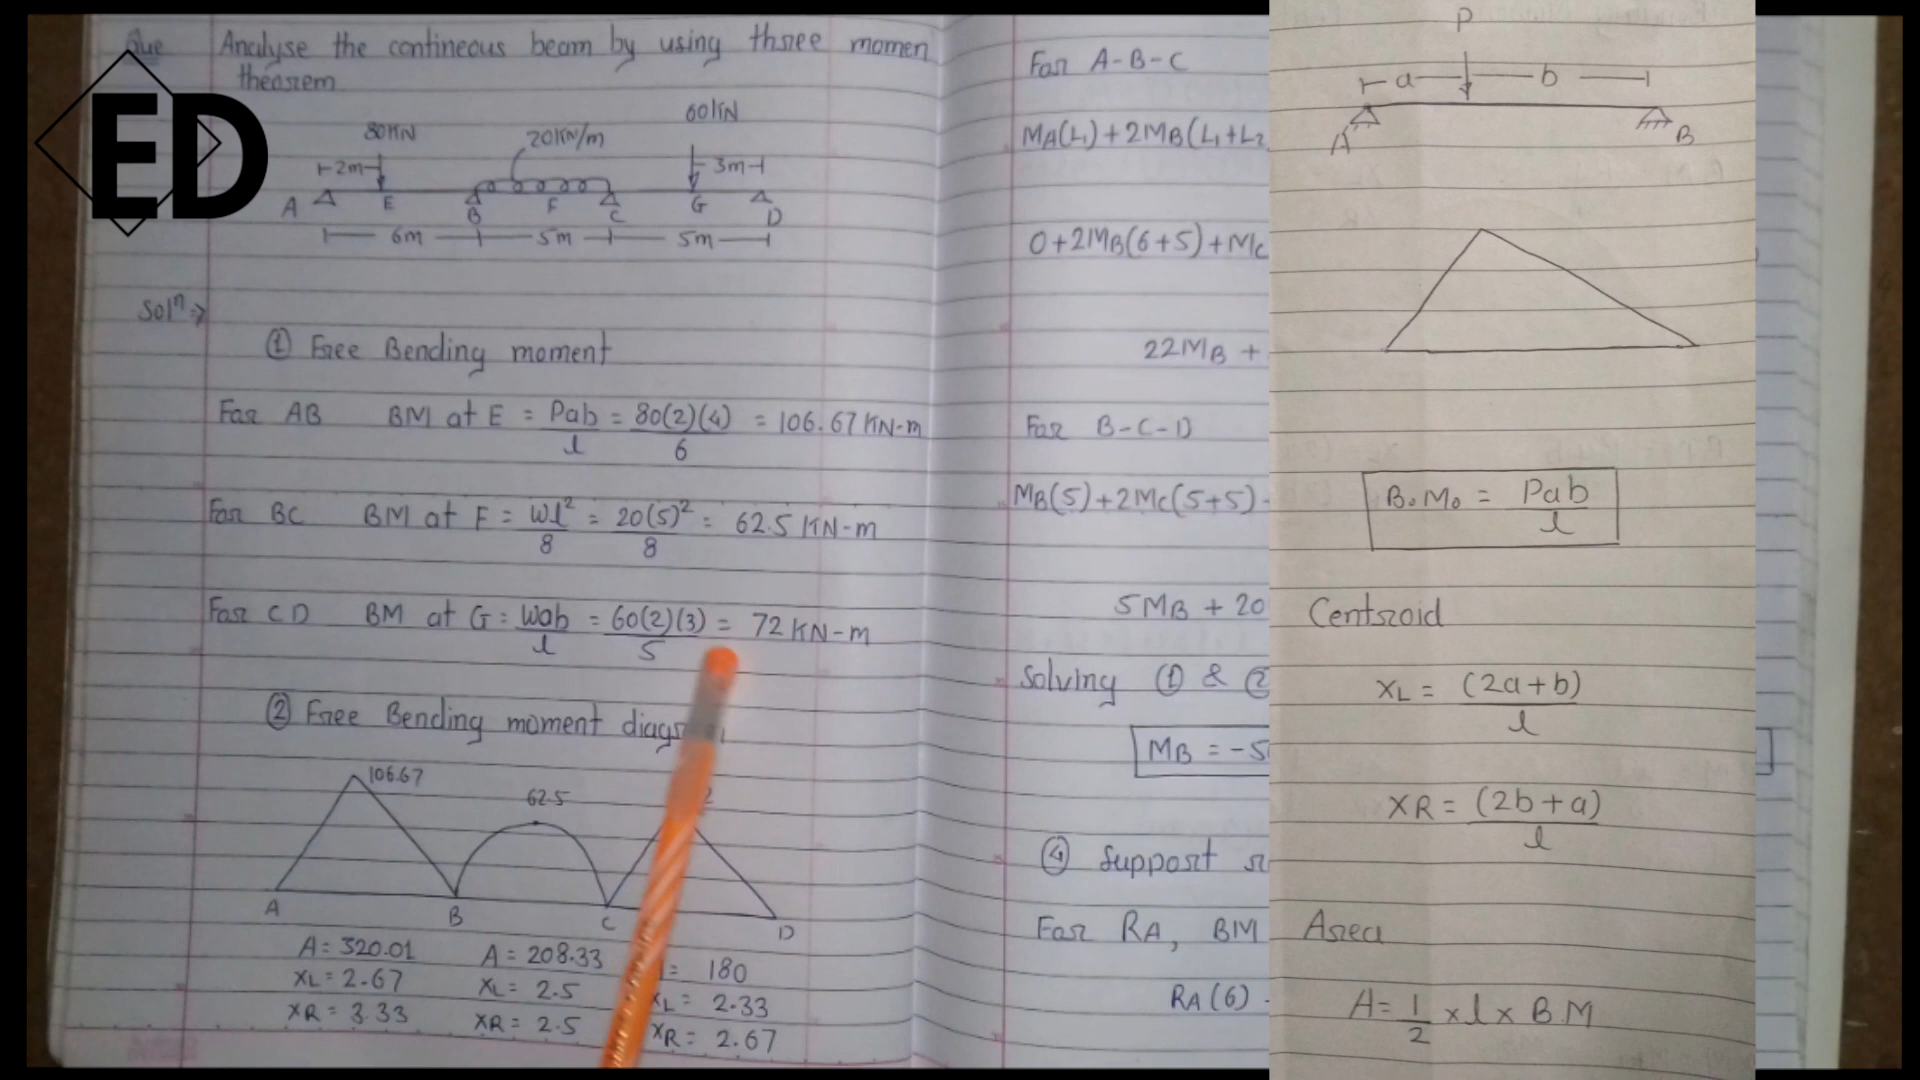 ED
Que Analyse the contineous beam by using three momen
theorem
80KN
20KN/m
60KN
2m
3m
A E B F C G D
6m 5m 5m
Solⁿ ⇒
① Free Bending moment
For AB BM at E = Pab/l = 80(2)(4)/6 = 106.67 KN-m
For BC BM at F = Wl²/8 = 20(5)²/8 = 62.5 KN-m
For CD BM at G = Wab/l = 60(2)(3)/5 = 72 KN-m
② Free Bending moment
106.67
62.5
A B C D
A = 320.01
XL = 2.67
XR = 3.33
A = 208.33
XL = 2.5
XR = 2.5
= 180
XL = 2.33
XR = 2.67
For A-B-C
MA(L1) + 2MB(L1+L2
0+2MB(6+5)+MC
22MB +
For B-C-D
MB(5)+2MC(5+5)
5MB + 20
Solving ① & ②
MB = -5
④ Support
For RA, BM
RA(6) -
P
a b
A B
B.M0 = Pab/l
Centroid
XL = (2a+b)/l
XR = (2b+a)/l
Area
A = 1/2 × l × BM